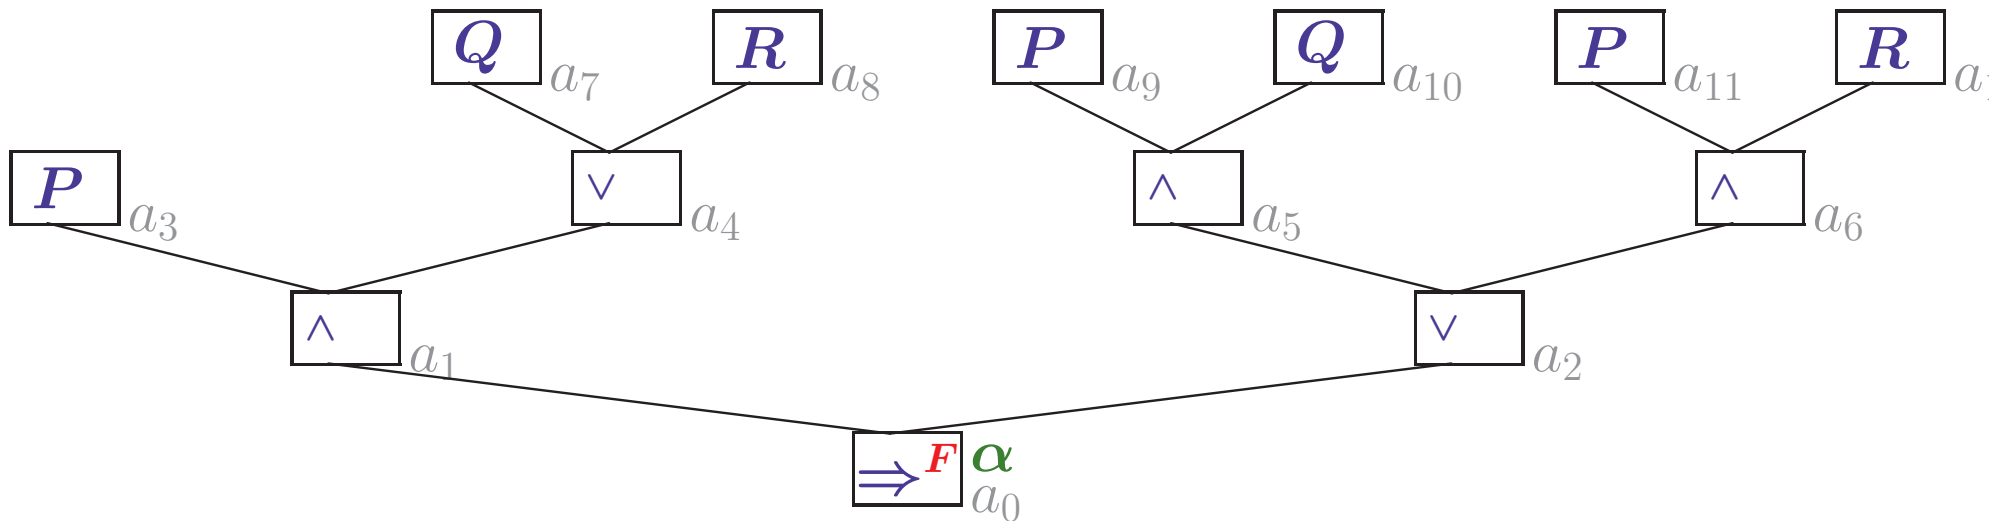 Q a₇ R a₈ P a₉ Q a₁₀ P a₁₁ R
P a₃ ∨ a₄ ∧ a₅ ∧ a₆
∧ a₁ ∨ a₂
⇒ F α a₀